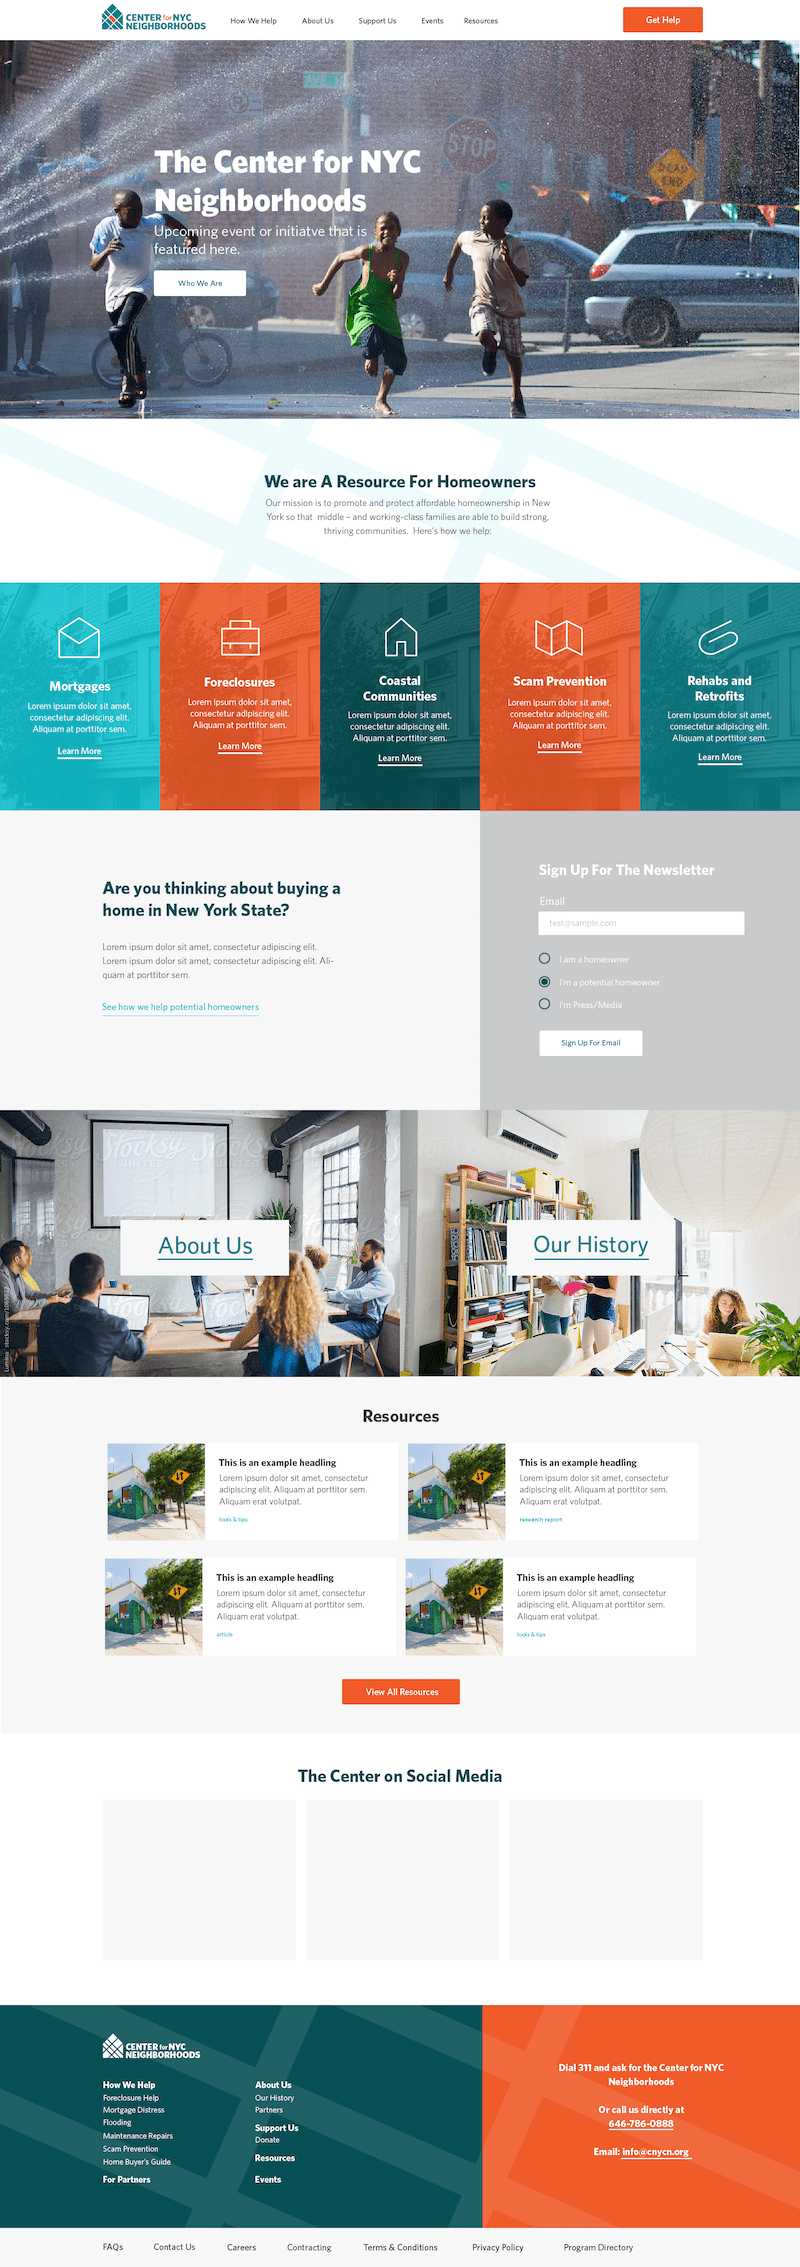 CENTER for NYC
NEIGHBORHOODS
How We Help
About Us
Support Us
Events
Resources
Get Help
STOP
DEAD
END
The Center for NYC
Neighborhoods
Upcoming event or initiatve that is
featured here.
Who We Are
We are A Resource For Homeowners
Our mission is to promote and protect affordable homeownership in New
York so that middle – and working-class families are able to build strong,
thriving communities. Here's how we help:
Mortgages
Lorem ipsum dolor sit amet,
consectetur adipiscing elit.
Aliquam at porttitor sem.
Learn More
Foreclosures
Lorem ipsum dolor sit amet,
consectetur adipiscing elit.
Aliquam at porttitor sem.
Learn More
Coastal
Communities
Lorem ipsum dolor sit amet,
consectetur adipiscing elit.
Aliquam at porttitor sem.
Learn More
Scam Prevention
Lorem ipsum dolor sit amet,
consectetur adipiscing elit.
Aliquam at porttitor sem.
Learn More
Rehabs and
Retrofits
Lorem ipsum dolor sit amet,
consectetur adipiscing elit.
Aliquam at porttitor sem.
Learn More
Are you thinking about buying a
home in New York State?
Lorem ipsum dolor sit amet, consectetur adipiscing elit.
Lorem ipsum dolor sit amet, consectetur adipiscing elit. Ali-
quam at porttitor sem.
See how we help potential homeowners
Sign Up For The Newsletter
Email
test@sample.com
I am a homeowner
I'm a potential homeowner
I'm Press/Media
Sign Up For Email
Stocksy
UNITED
About Us
Our History
Resources
This is an example headling
Lorem ipsum dolor sit amet, consectetur
adipiscing elit. Aliquam at porttitor sem.
Aliquam erat volutpat.
tools & tips
This is an example headling
Lorem ipsum dolor sit amet, consectetur
adipiscing elit. Aliquam at porttitor sem.
Aliquam erat volutpat.
research report
This is an example headling
Lorem ipsum dolor sit amet, consectetur
adipiscing elit. Aliquam at porttitor sem.
Aliquam erat volutpat.
article
This is an example headling
Lorem ipsum dolor sit amet, consectetur
adipiscing elit. Aliquam at porttitor sem.
Aliquam erat volutpat.
tools & tips
View All Resources
The Center on Social Media
CENTER for NYC
NEIGHBORHOODS
How We Help
Foreclosure Help
Mortgage Distress
Flooding
Maintenance Repairs
Scam Prevention
Home Buyer's Guide
For Partners
About Us
Our History
Partners
Support Us
Donate
Resources
Events
Dial 311 and ask for the Center for NYC
Neighborhoods
Or call us directly at
646-786-0888
Email: info@cnycn.org
FAQs
Contact Us
Careers
Contracting
Terms & Conditions
Privacy Policy
Program Directory